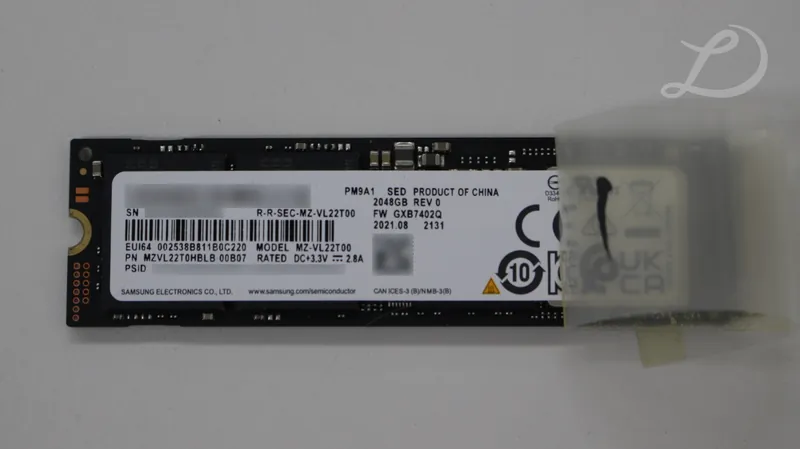 PM9A1 SED PRODUCT OF CHINA
2048GB REV 0
SN R-R-SEC-MZ-VL22T00
FW GXB7402Q
2021.08 2131
EUI64 002538B811B0C220 MODEL MZ-VL22T00
PN MZVL22T0HBLB 00B07 RATED DC+3.3V ⎓ 2.8A
PSID
SAMSUNG ELECTRONICS CO., LTD. www.samsung.com/semiconductor CAN ICES-3 (B)/NMB-3(B)
10
UK
CA